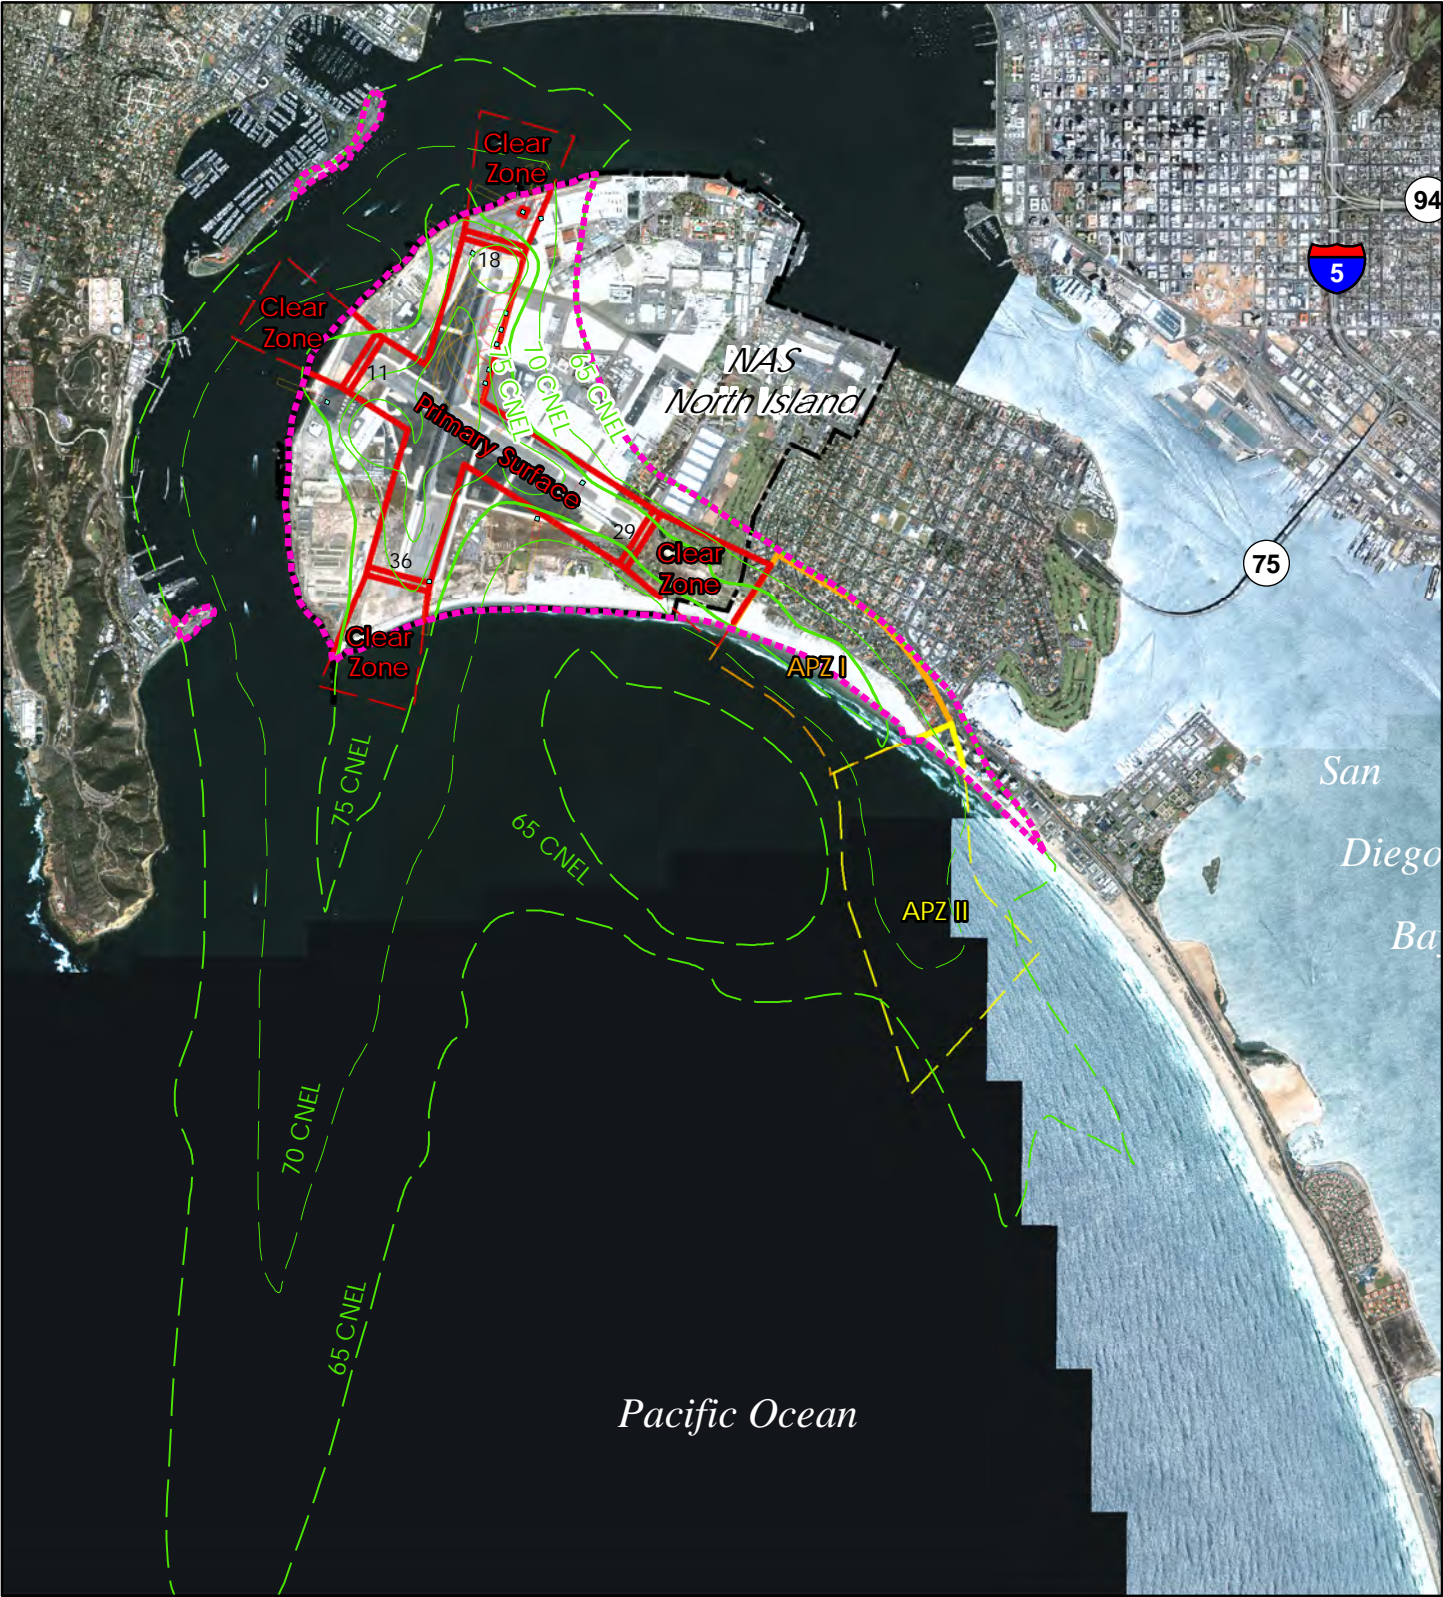 Clear
Zone
94
18
5
Clear
Zone
11
75 CNEL
70 CNEL
65 CNEL
NAS
North Island
Primary Surface
29
Clear
Zone
36
75
Clear
Zone
APZ I
75 CNEL
65 CNEL
San
Diego
Ba
APZ II
70 CNEL
65 CNEL
Pacific Ocean